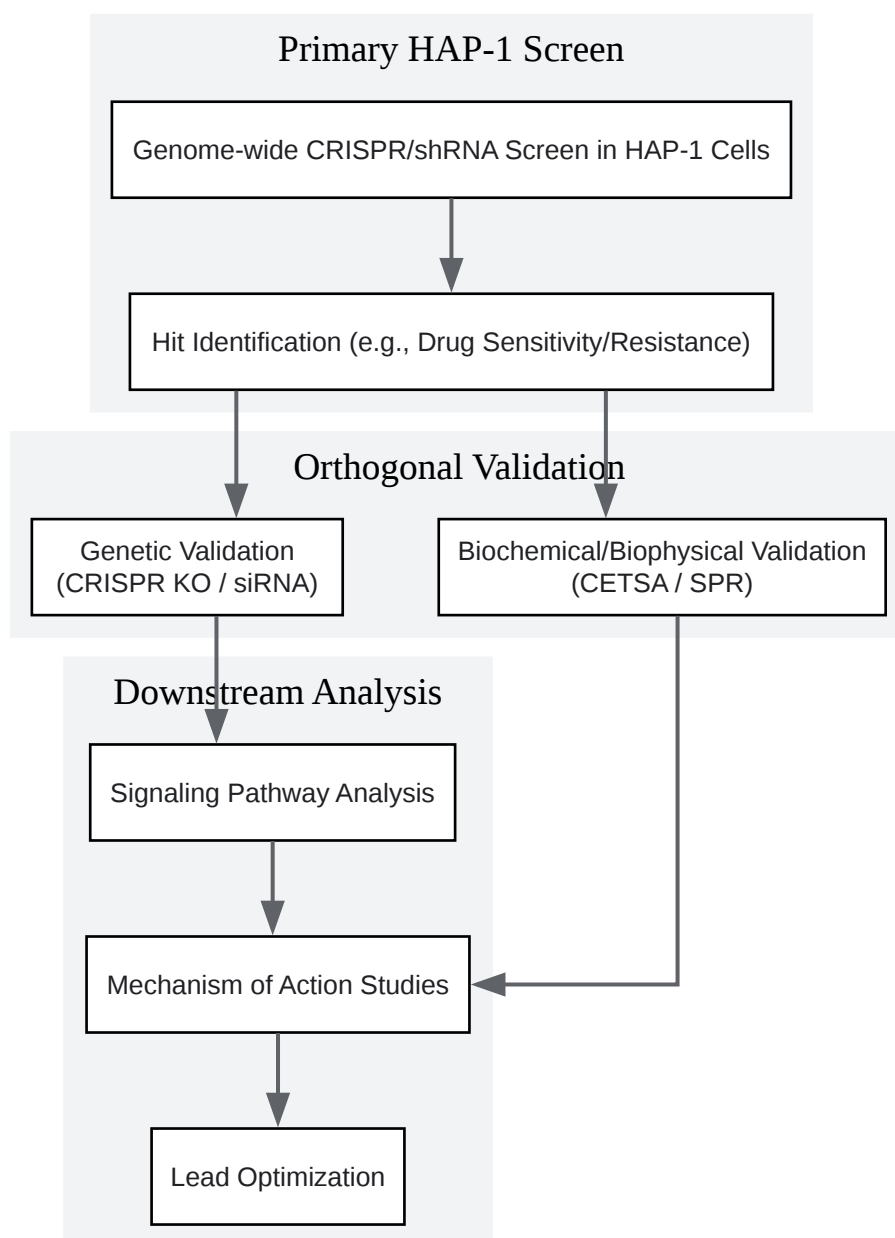 Primary HAP-1 Screen
Genome-wide CRISPR/shRNA Screen in HAP-1 Cells
Hit Identification (e.g., Drug Sensitivity/Resistance)
Orthogonal Validation
Genetic Validation
(CRISPR KO / siRNA)
Biochemical/Biophysical Validation
(CETSA / SPR)
Downstream Analysis
Signaling Pathway Analysis
Mechanism of Action Studies
Lead Optimization